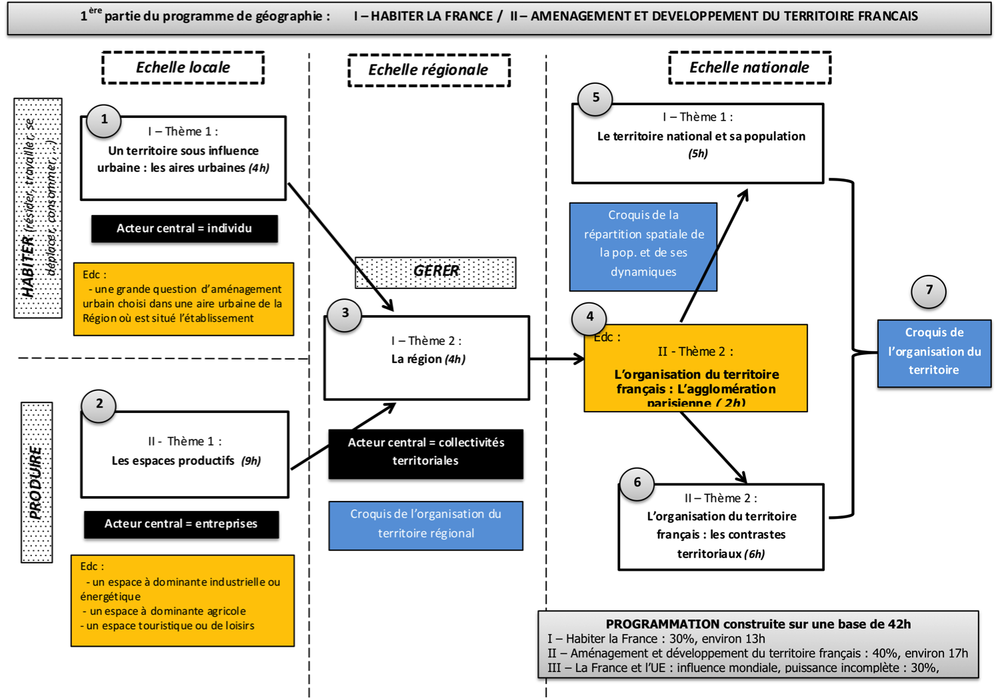 1ère partie du programme de géographie : I – HABITER LA FRANCE / II – AMENAGEMENT ET DEVELOPPEMENT DU TERRITOIRE FRANCAIS
Echelle locale
Echelle régionale
Echelle nationale
HABITER (résider, travailler, se
déplacer, consommer, …)
1
I – Thème 1 :
Un territoire sous influence
urbaine : les aires urbaines (4h)
Acteur central = individu
Edc :
- une grande question d’aménagement
urbain choisi dans une aire urbaine de la
Région où est situé l’établissement
PRODUIRE
2
II - Thème 1 :
Les espaces productifs (9h)
Acteur central = entreprises
Edc :
- un espace à dominante industrielle ou
énergétique
- un espace à dominante agricole
- un espace touristique ou de loisirs
GERER
3
I – Thème 2 :
La région (4h)
Acteur central = collectivités
territoriales
Croquis de l’organisation du
territoire régional
5
I – Thème 1 :
Le territoire national et sa population
(5h)
Croquis de la
répartition spatiale de
la pop. et de ses
dynamiques
4
Edc :
II - Thème 2 :
L’organisation du territoire
français : L’agglomération
parisienne ( 2h)
6
II – Thème 2 :
L’organisation du territoire
français : les contrastes
territoriaux (6h)
7
Croquis de
l’organisation du
territoire
PROGRAMMATION construite sur une base de 42h
I – Habiter la France : 30%, environ 13h
II – Aménagement et développement du territoire français : 40%, environ 17h
III – La France et l’UE : influence mondiale, puissance incomplète : 30%,